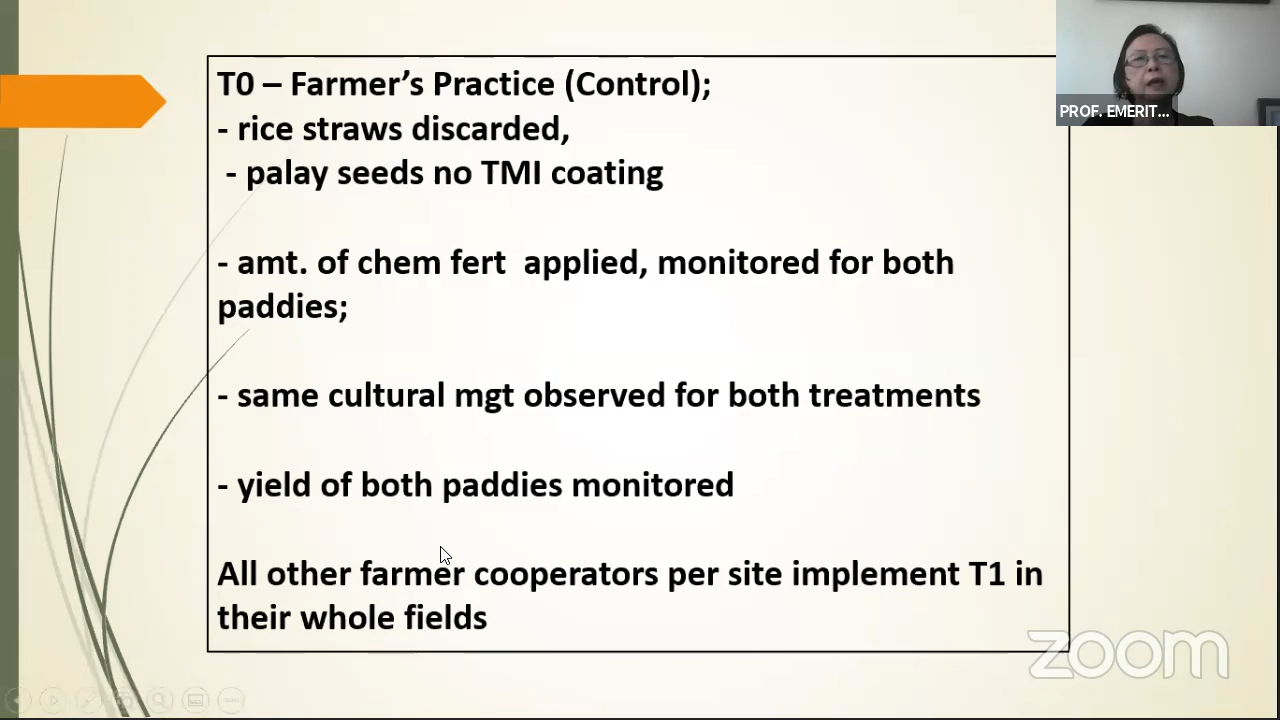 T0 – Farmer's Practice (Control);
- rice straws discarded,
- palay seeds no TMI coating
- amt. of chem fert  applied, monitored for both
paddies;
- same cultural mgt observed for both treatments
- yield of both paddies monitored
All other farmer cooperators per site implement T1 in
their whole fields
PROF. EMERIT...
zoom